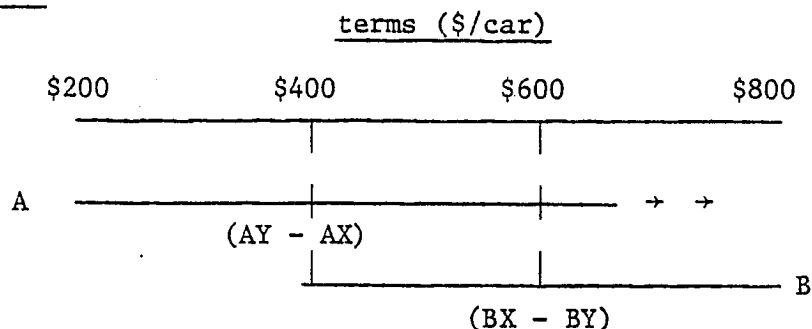 terms ($/car)
$200 $400 $600 $800
A → →
(AY - AX)
B
(BX - BY)